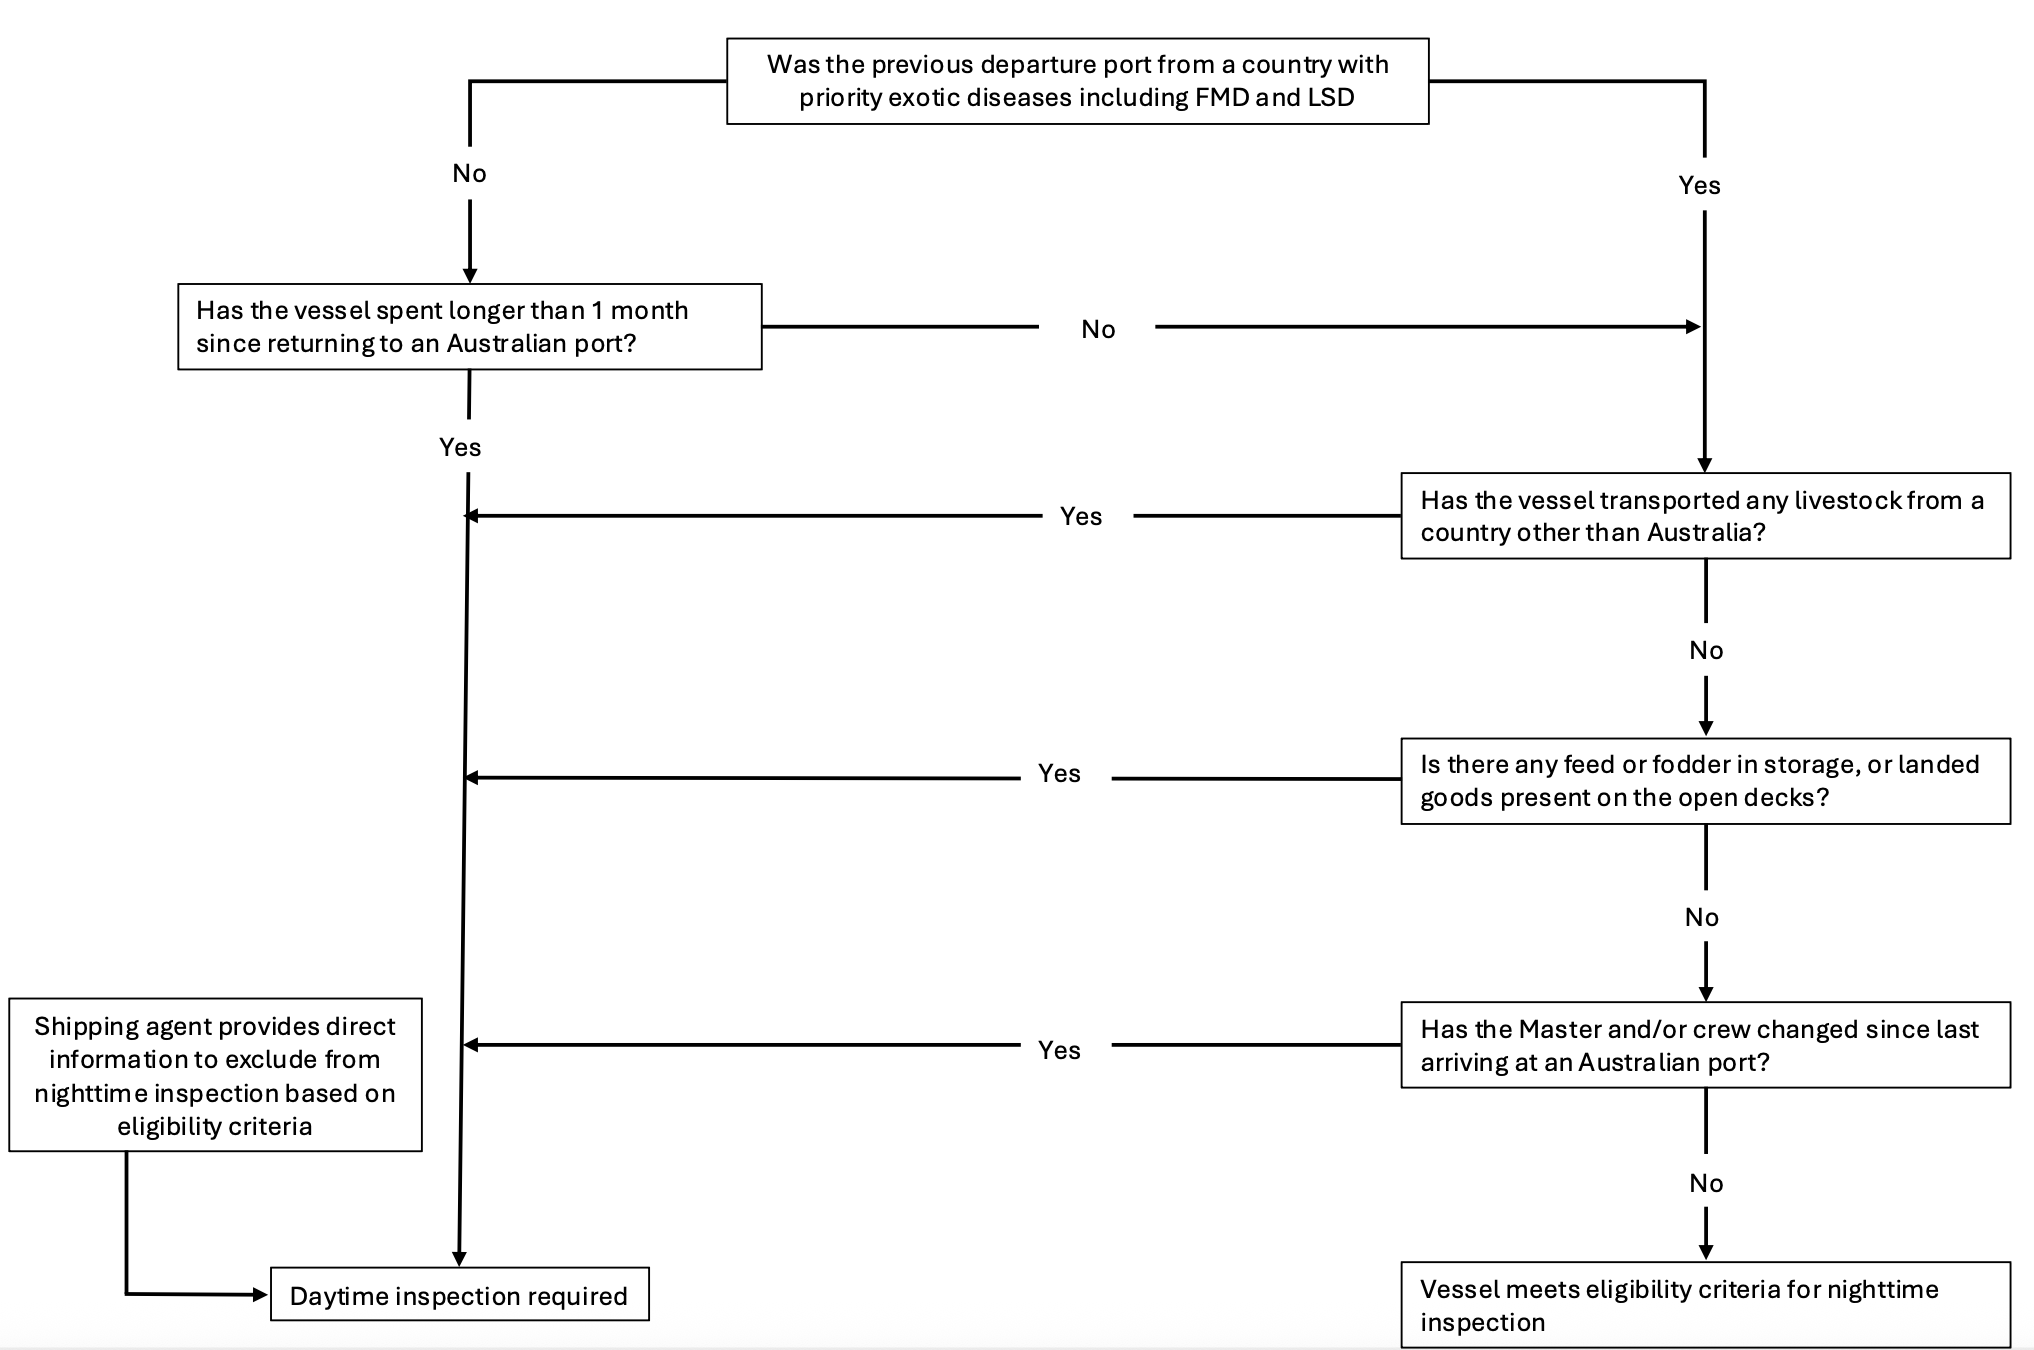 Was the previous departure port from a country with
priority exotic diseases including FMD and LSD
No
Yes
Has the vessel spent longer than 1 month
since returning to an Australian port?
No
Yes
Has the vessel transported any livestock from a
country other than Australia?
Yes
No
Is there any feed or fodder in storage, or landed
goods present on the open decks?
Yes
No
Shipping agent provides direct
information to exclude from
nighttime inspection based on
eligibility criteria
Has the Master and/or crew changed since last
arriving at an Australian port?
Yes
No
Daytime inspection required
Vessel meets eligibility criteria for nighttime
inspection